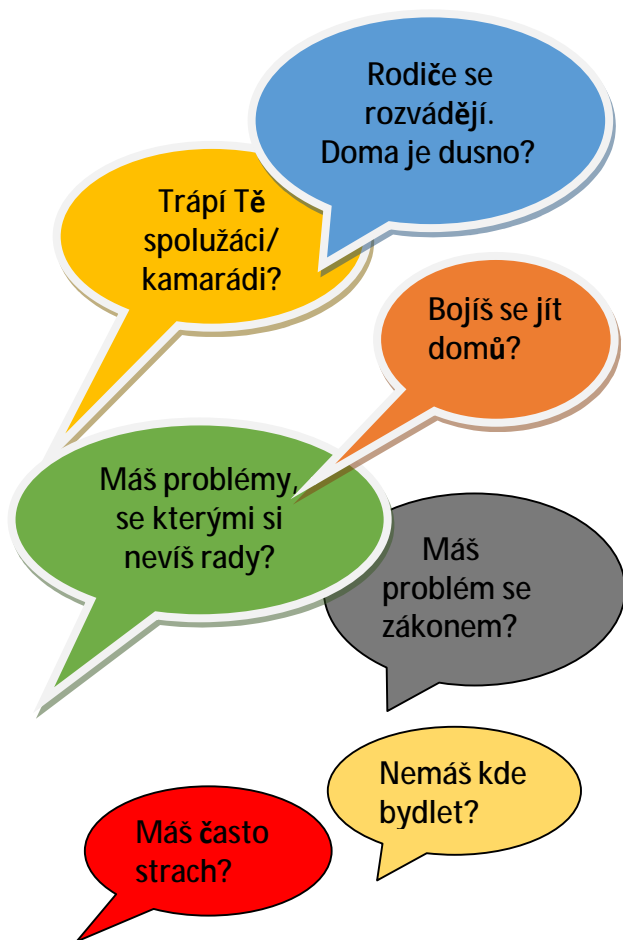 Rodiče se
rozvádějí.
Doma je dusno?
Trápí Tě
spolužáci/
kamarádi?
Bojíš se jít
domů?
Máš problémy,
se kterými si
nevíš rady?
Máš
problém se
zákonem?
Nemáš kde
bydlet?
Máš často
strach?